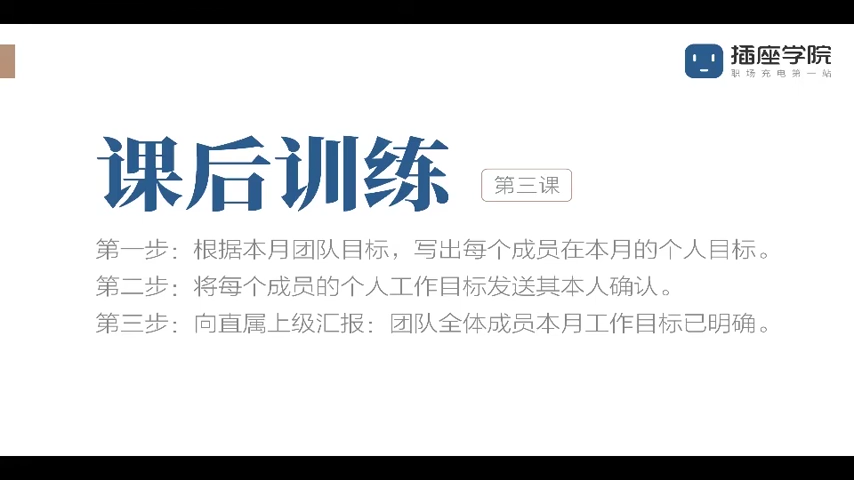 插座学院
职场充电第一站
课后训练
第三课
第一步：根据本月团队目标，写出每个成员在本月的个人目标。
第二步：将每个成员的个人工作目标发送其本人确认。
第三步：向直属上级汇报：团队全体成员本月工作目标已明确。